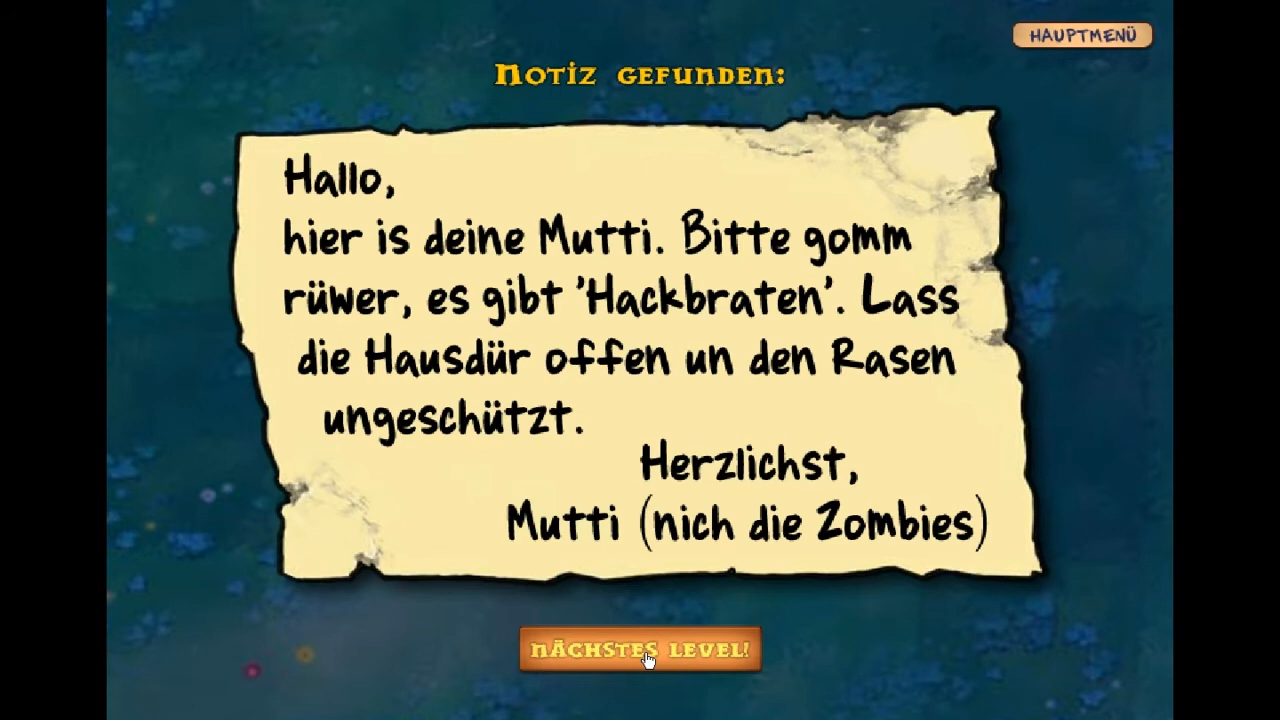 HAUPTMENÜ
NOTIZ GEFUNDEN:
Hallo,
hier is deine Mutti. Bitte gomm
rüwer, es gibt 'Hackbraten'. Lass
die Hausdür offen un den Rasen
ungeschützt.
Herzlichst,
Mutti (nich die Zombies)
NÄCHSTES LEVEL!